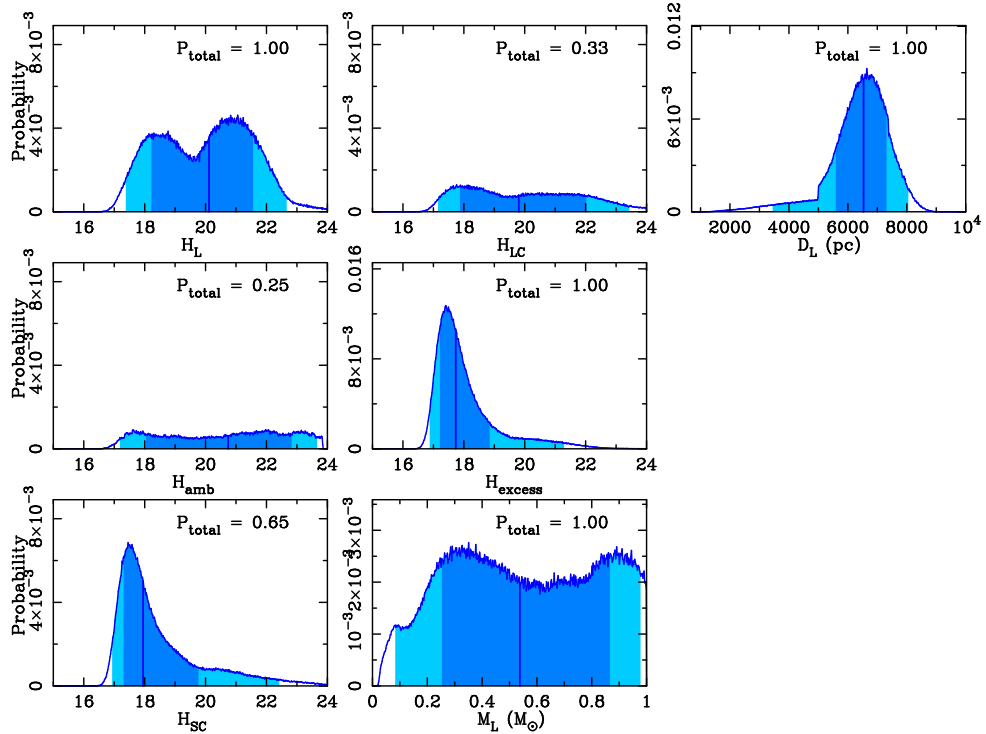 P_total = 1.00
Probability
0 4×10⁻³ 8×10⁻³
16 18 20 22 24
H_L
P_total = 0.33
0 4×10⁻³ 8×10⁻³
16 18 20 22 24
H_LC
P_total = 1.00
0 6×10⁻³ 0.012
2000 4000 6000 8000 10⁴
D_L (pc)
P_total = 0.25
Probability
0 4×10⁻³ 8×10⁻³
16 18 20 22 24
H_amb
P_total = 1.00
0 8×10⁻³ 0.016
16 18 20 22 24
H_excess
P_total = 0.65
Probability
0 4×10⁻³ 8×10⁻³
16 18 20 22 24
H_SC
P_total = 1.00
0 10⁻³ 2×10⁻³ 3×10⁻³
0 0.2 0.4 0.6 0.8 1
M_L (M_⊙)